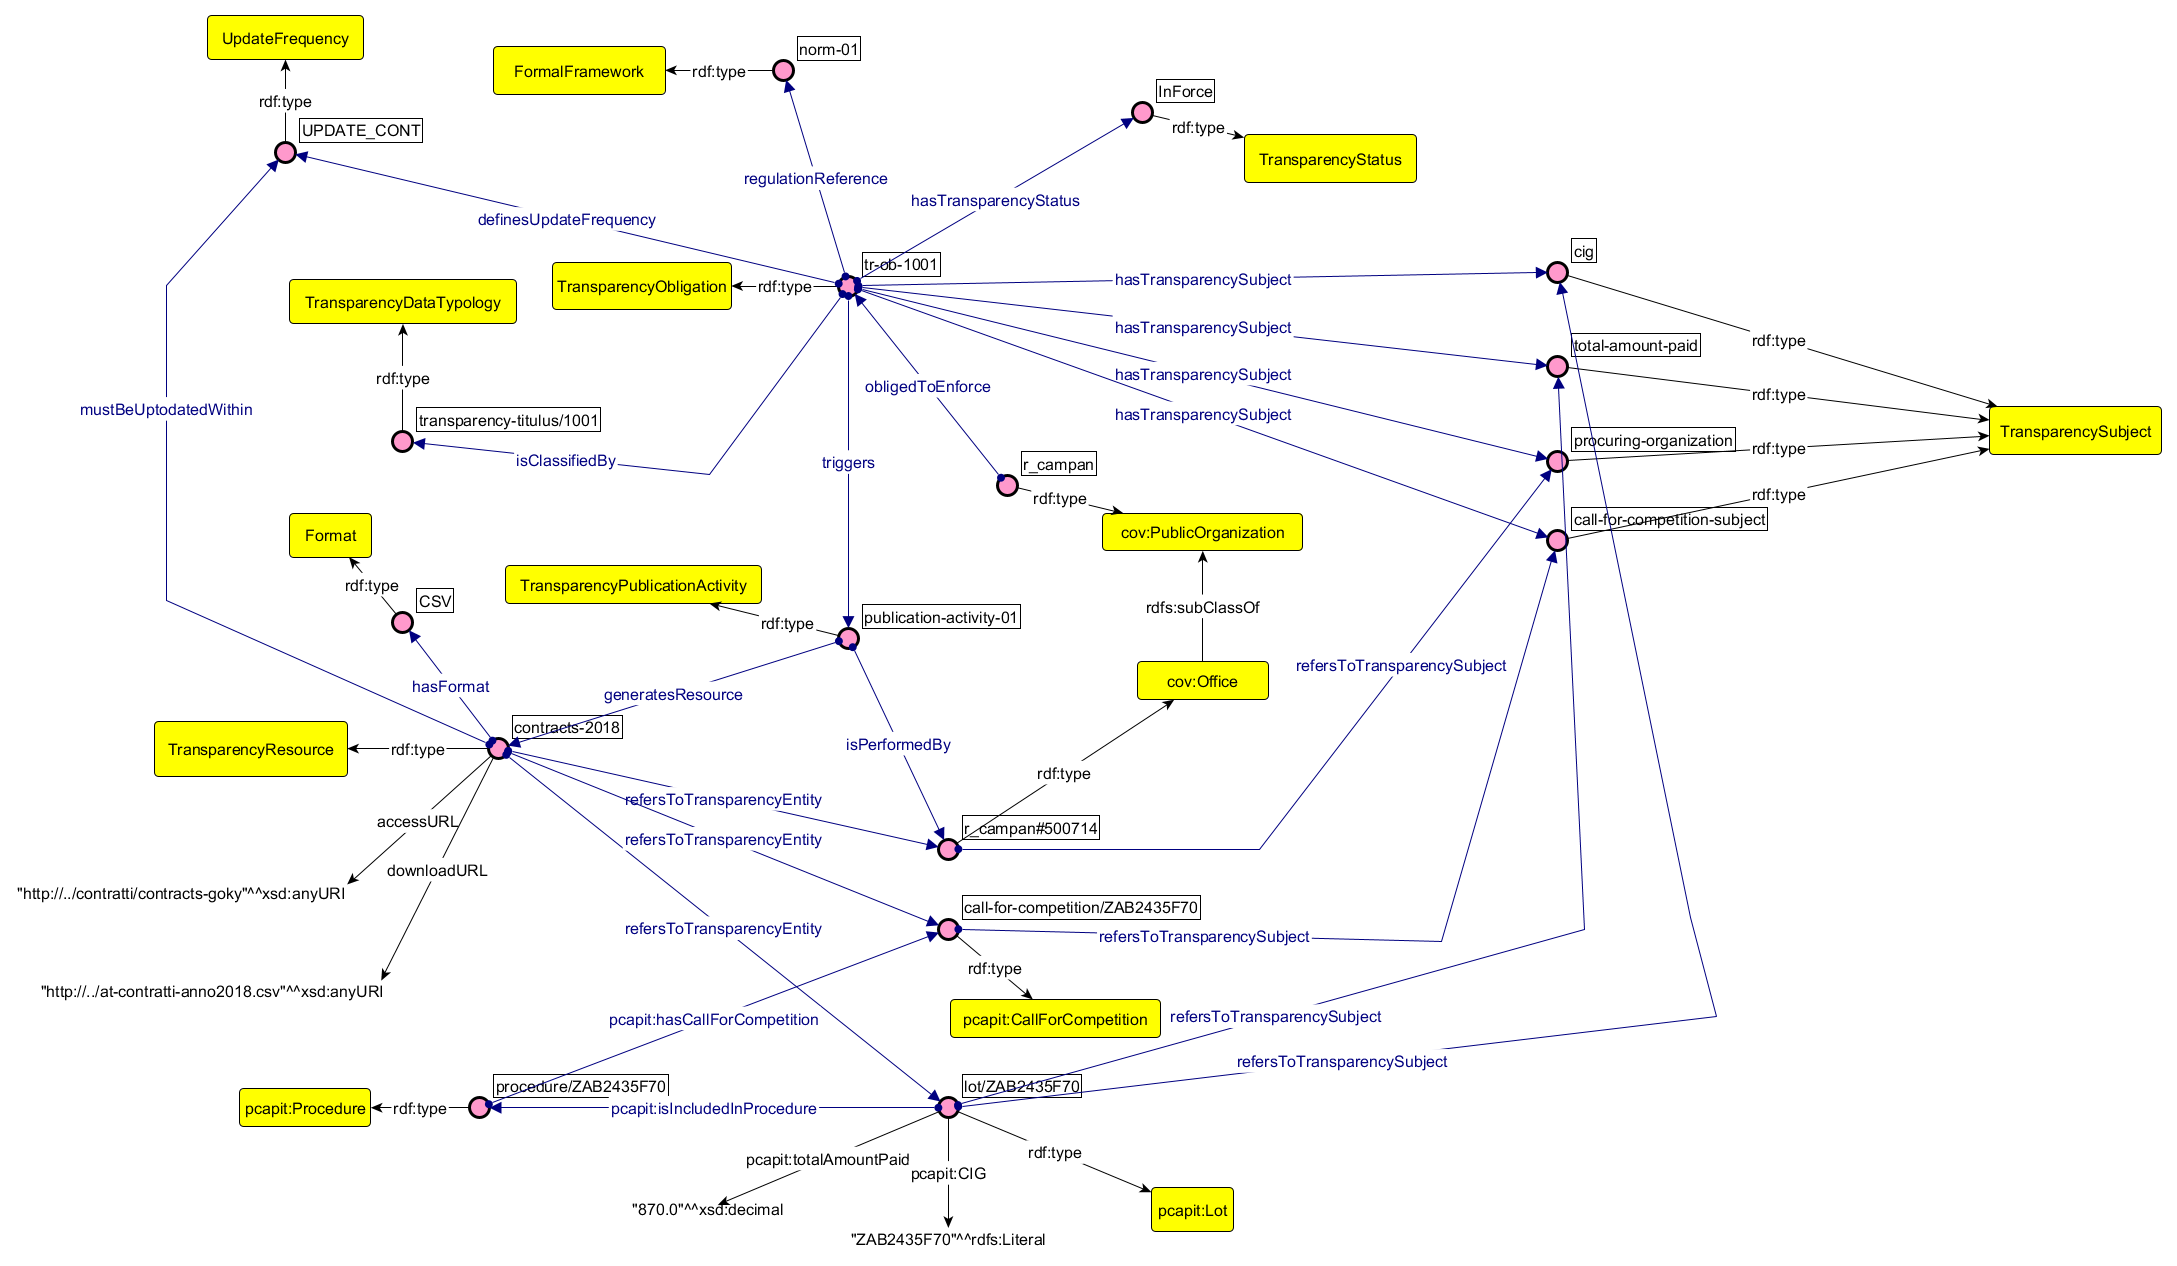 UpdateFrequency
norm-01
FormalFramework
rdf:type
InForce
rdf:type
UPDATE_CONT
rdf:type
TransparencyStatus
regulationReference
hasTransparencyStatus
definesUpdateFrequency
cig
tr-ob-1001
TransparencyObligation
rdf:type
hasTransparencySubject
TransparencyDataTypology
hasTransparencySubject
rdf:type
total-amount-paid
rdf:type
hasTransparencySubject
obligedToEnforce
rdf:type
mustBeUptodatedWithin
hasTransparencySubject
transparency-titulus/1001
TransparencySubject
procuring-organization
rdf:type
isClassifiedBy
triggers
r_campan
rdf:type
rdf:type
call-for-competition-subject
Format
cov:PublicOrganization
rdf:type
TransparencyPublicationActivity
CSV
rdfs:subClassOf
publication-activity-01
rdf:type
refersToTransparencySubject
cov:Office
hasFormat
generatesResource
contracts-2018
isPerformedBy
TransparencyResource
rdf:type
rdf:type
refersToTransparencyEntity
accessURL
r_campan#500714
refersToTransparencyEntity
downloadURL
"http://../contratti/contracts-goky"^^xsd:anyURI
call-for-competition/ZAB2435F70
refersToTransparencyEntity
refersToTransparencySubject
rdf:type
"http://../at-contratti-anno2018.csv"^^xsd:anyURI
pcapit:hasCallForCompetition
pcapit:CallForCompetition
refersToTransparencySubject
refersToTransparencySubject
procedure/ZAB2435F70
lot/ZAB2435F70
pcapit:Procedure
rdf:type
pcapit:isIncludedInProcedure
rdf:type
pcapit:totalAmountPaid
pcapit:CIG
"870.0"^^xsd:decimal
pcapit:Lot
"ZAB2435F70"^^rdfs:Literal